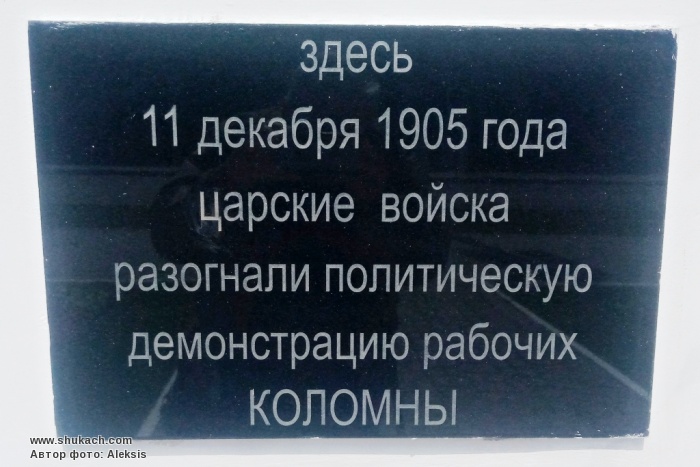 здесь
11 декабря 1905 года
царские войска
разогнали политическую
демонстрацию рабочих
КОЛОМНЫ
www.shukach.com
Автор фото: Aleksis